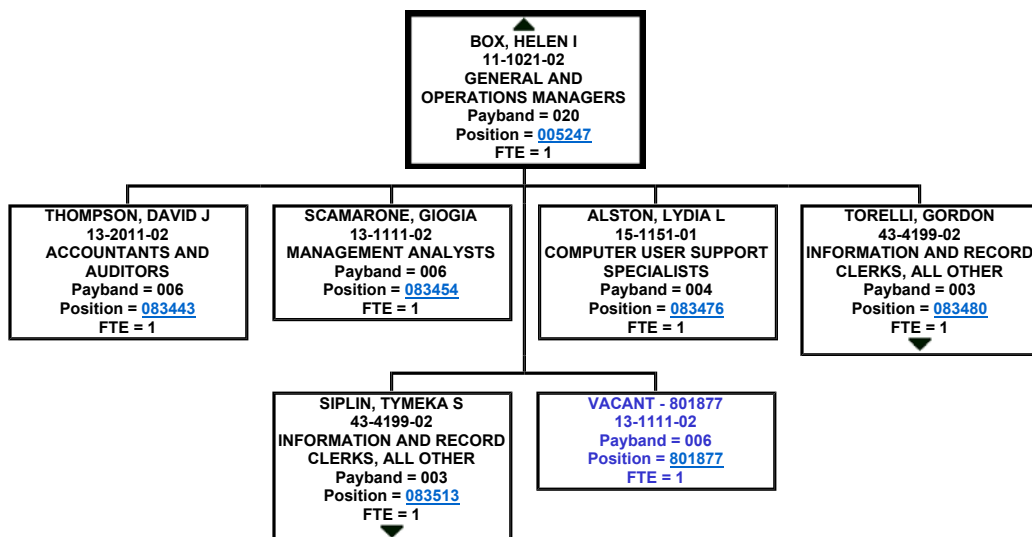 BOX, HELEN I
11-1021-02
GENERAL AND
OPERATIONS MANAGERS
Payband = 020
Position = 005247
FTE = 1
THOMPSON, DAVID J
13-2011-02
ACCOUNTANTS AND
AUDITORS
Payband = 006
Position = 083443
FTE = 1
SCAMARONE, GIOGIA
13-1111-02
MANAGEMENT ANALYSTS
Payband = 006
Position = 083454
FTE = 1
ALSTON, LYDIA L
15-1151-01
COMPUTER USER SUPPORT
SPECIALISTS
Payband = 004
Position = 083476
FTE = 1
TORELLI, GORDON
43-4199-02
INFORMATION AND RECORD
CLERKS, ALL OTHER
Payband = 003
Position = 083480
FTE = 1
SIPLIN, TYMEKA S
43-4199-02
INFORMATION AND RECORD
CLERKS, ALL OTHER
Payband = 003
Position = 083513
FTE = 1
VACANT - 801877
13-1111-02
Payband = 006
Position = 801877
FTE = 1